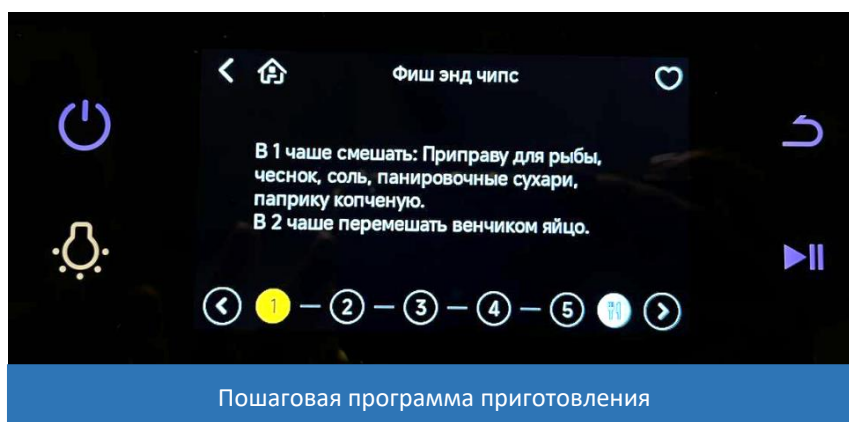 Фиш энд чипс
В 1 чаше смешать: Приправу для рыбы,
чеснок, соль, панировочные сухари,
паприку копченую.
В 2 чаше перемешать венчиком яйцо.
1 2 3 4 5
Пошаговая программа приготовления